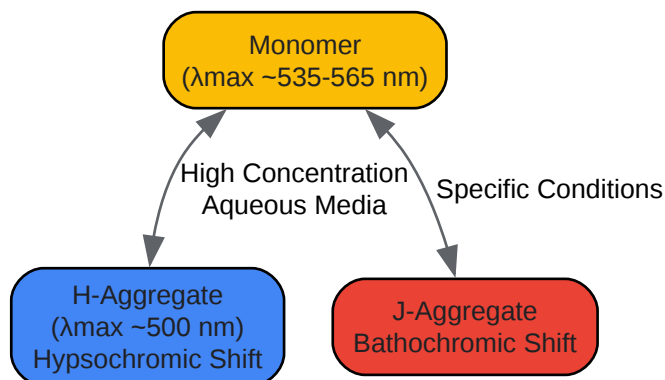 Monomer
(λmax ~535-565 nm)
High Concentration
Aqueous Media
Specific Conditions
H-Aggregate
(λmax ~500 nm)
Hypsochromic Shift
J-Aggregate
Bathochromic Shift